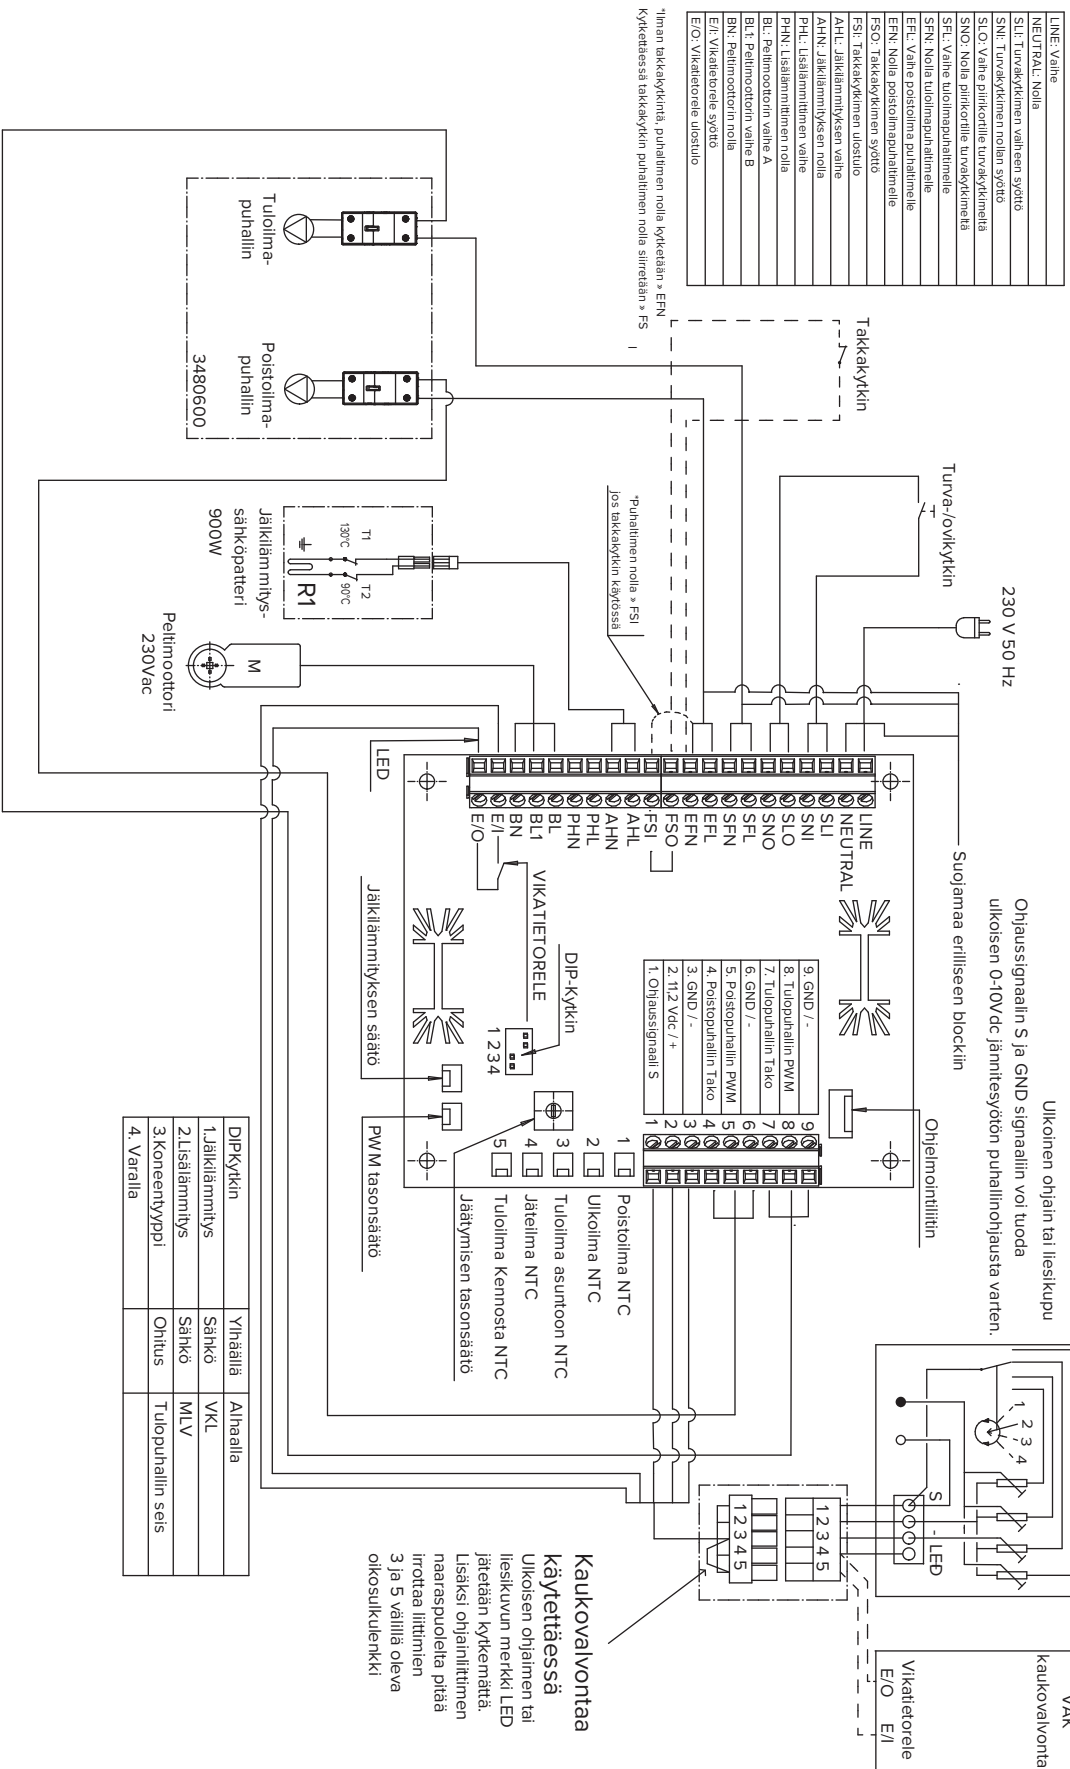 LINE: Vaihe
NEUTRAL: Nolla
SLI: Turvakytkimen vaiheen syöttö
SNI: Turvakytkimen nollan syöttö
SLO: Vaihe piirikortille turvakytkimeltä
SNO: Nolla piirikortille turvakytkimeltä
SFL: Vaihe tuloilmapuhaltimelle
SFN: Nolla tuloilmapuhaltimelle
EFL: Vaihe poistoilma puhaltimelle
EFN: Nolla poistoilmapuhaltimelle
FSO: Takkakytkimen syöttö
FSI: Takkakytkimen ulostulo
AHL: Jälkilämmityksen vaihe
AHN: Jälkilämmityksen nolla
PHL: Lisälämmittimen vaihe
PHN: Lisälämmittimen nolla
BL: Peltimoottorin vaihe A
BL1: Peltimoottorin vaihe B
BN: Peltimoottorin nolla
E/I: Vikatietorele syöttö
E/O: Vikatietorele ulostulo
*Ilman takkakytkintä, puhaltimen nolla kytketään » EFN
Kytkettäessä takkakytkin puhaltimen nolla siirretään » FS
I
Takkakytkin
Turva-/ovikytkin
230 V 50 Hz
Suojamaa erilliseen blockiin
Tuloilma-
puhallin
Poistoilma-
puhallin
3480600
*Puhaltimen nolla » FSI
jos takkakytkin käytössä
T1
130°C
T2
90°C
R1
Jälkilämmitys-
sähköpatteri
900W
M
Peltimoottori
230Vac
LED
LINE
NEUTRAL
SLI
SNI
SLO
SNO
SFL
SFN
EFL
EFN
FSO
FSI
AHL
AHN
PHL
PHN
BL
BL1
BN
E/I
E/O
VIKATIETORELE
DIP-Kytkin
1 2 3 4
Jälkilämmityksen säätö
PWM tasonsäätö
Jäätymisen tasonsäätö
9. GND / -
8. Tulopuhallin PWM
7. Tulopuhallin Tako
6. GND / -
5. Poistopuhallin PWM
4. Poistopuhallin Tako
3. GND / -
2. 11,2 Vdc / +
1. Ohjaussignaali S
9
8
7
6
5
4
3
2
1
Ohjelmointiliitin
1
2
3
4
5
Poistoilma NTC
Ulkoilma NTC
Tuloilma asuntoon NTC
Jäteilma NTC
Tuloilma Kennosta NTC
Ulkoinen ohjain tai liesikupu
Ohjaussignaalin S ja GND signaaliin voi tuoda
ulkoisen 0-10Vdc jännitesyötön puhallinohjausta varten.
1
2
3
4
S - LED
1 2 3 4 5
1 2 3 4 5
VAK
kaukovalvonta
Vikatietorele
E/O E/I
Kaukovalvontaa
käytettäessä
Ulkoisen ohjaimen tai
liesikuvun merkki LED
jätetään kytkemättä.
Lisäksi ohjainliittimen
naaraspuolelta pitää
irrottaa liittimien
3 ja 5 välillä oleva
oikosulkulenkki
DIPKytkin Ylhäällä Alhaalla
1.Jälkilämmitys Sähkö VKL
2.Lisälämmitys Sähkö MLV
3.Koneentyyppi Ohitus Tulopuhallin seis
4. Varalla